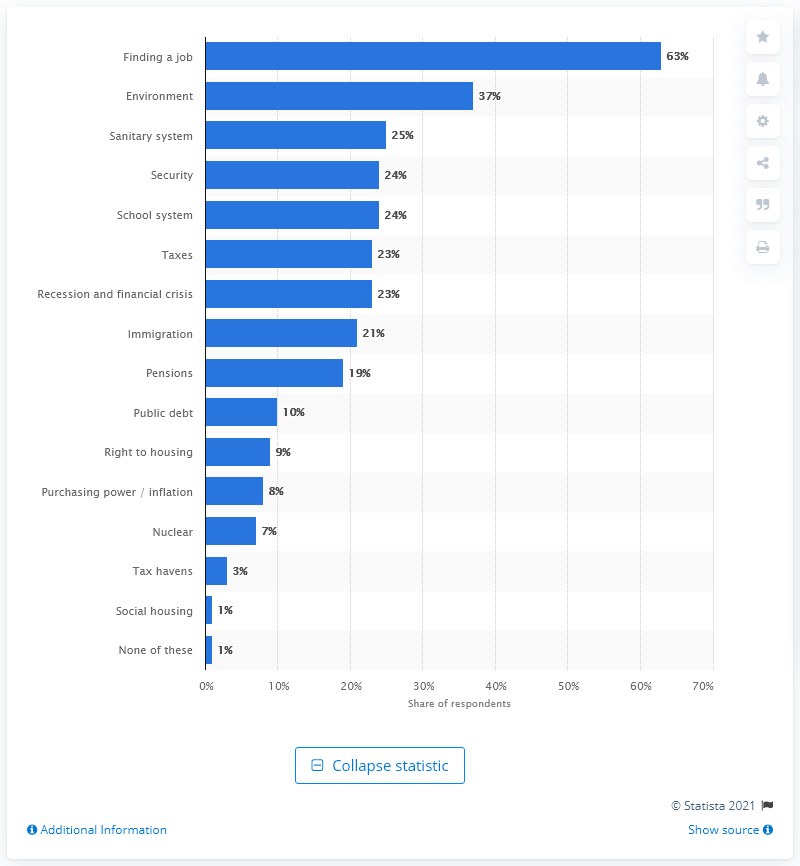 Finding a job 63%
Environment 37%
Sanitary system 25%
Security 24%
School system 24%
Taxes 23%
Recession and financial crisis 23%
Immigration 21%
Pensions 19%
Public debt 10%
Right to housing 9%
Purchasing power / inflation 8%
Nuclear 7%
Tax havens 3%
Social housing 1%
None of these 1%
0% 10% 20% 30% 40% 50% 60% 70%
Share of respondents
Collapse statistic
© Statista 2021
Additional Information Show source